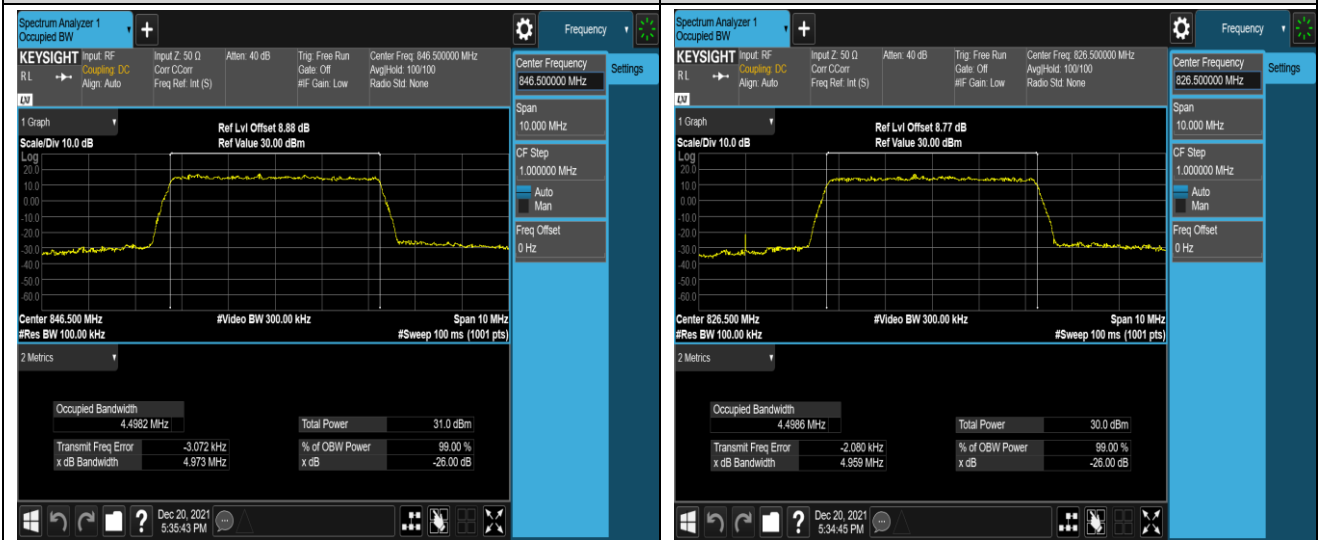 Spectrum Analyzer 1
Occupied BW
+
Frequency
KEYSIGHT Input: RF Input Z: 50 Ω Atten: 40 dB Trig: Free Run Center Freq: 846.500000 MHz
RL Coupling: DC Corr CCorr Gate: Off Avg|Hold: 100/100
Align: Auto Freq Ref: Int (S) #IF Gain: Low Radio Std: None
LXI
Center Frequency
846.500000 MHz
Settings
Span
10.000 MHz
CF Step
1.000000 MHz
Auto
Man
Freq Offset
0 Hz
1 Graph
Ref Lvl Offset 8.88 dB
Scale/Div 10.0 dB Ref Value 30.00 dBm
Log
20.0
10.0
0.00
-10.0
-20.0
-30.0
-40.0
-50.0
-60.0
Center 846.500 MHz #Video BW 300.00 kHz Span 10 MHz
#Res BW 100.00 kHz #Sweep 100 ms (1001 pts)
2 Metrics
Occupied Bandwidth
4.4982 MHz Total Power 31.0 dBm
Transmit Freq Error -3.072 kHz % of OBW Power 99.00 %
x dB Bandwidth 4.973 MHz x dB -26.00 dB
? Dec 20, 2021
5:35:43 PM
Spectrum Analyzer 1
Occupied BW
+
Frequency
KEYSIGHT Input: RF Input Z: 50 Ω Atten: 40 dB Trig: Free Run Center Freq: 826.500000 MHz
RL Coupling: DC Corr CCorr Gate: Off Avg|Hold: 100/100
Align: Auto Freq Ref: Int (S) #IF Gain: Low Radio Std: None
LXI
Center Frequency
826.500000 MHz
Settings
Span
10.000 MHz
CF Step
1.000000 MHz
Auto
Man
Freq Offset
0 Hz
1 Graph
Ref Lvl Offset 8.77 dB
Scale/Div 10.0 dB Ref Value 30.00 dBm
Log
20.0
10.0
0.00
-10.0
-20.0
-30.0
-40.0
-50.0
-60.0
Center 826.500 MHz #Video BW 300.00 kHz Span 10 MHz
#Res BW 100.00 kHz #Sweep 100 ms (1001 pts)
2 Metrics
Occupied Bandwidth
4.4986 MHz Total Power 30.0 dBm
Transmit Freq Error -2.080 kHz % of OBW Power 99.00 %
x dB Bandwidth 4.959 MHz x dB -26.00 dB
? Dec 20, 2021
5:34:45 PM